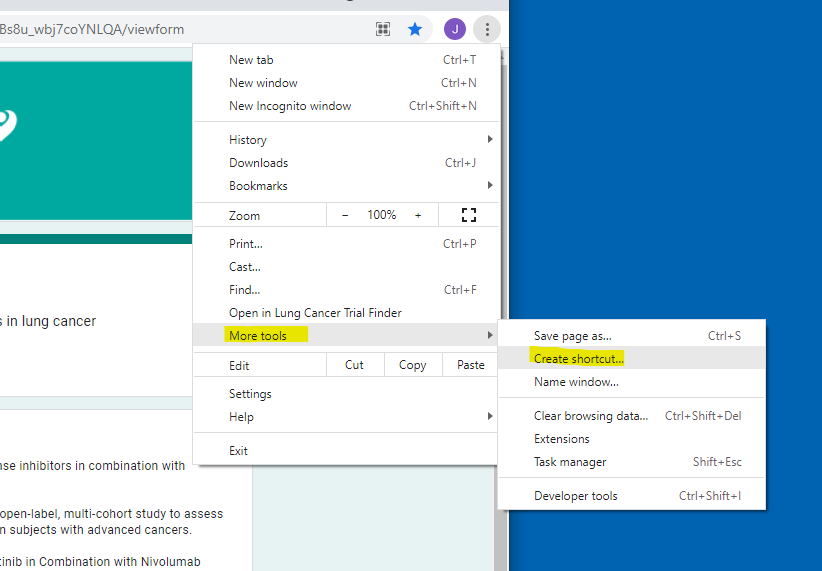 Bs8u_wbj7coYNLQA/viewform
J
New tab Ctrl+T
New window Ctrl+N
New Incognito window Ctrl+Shift+N
History
Downloads Ctrl+J
Bookmarks
Zoom - 100% +
Print... Ctrl+P
Cast...
Find... Ctrl+F
Open in Lung Cancer Trial Finder
More tools
Edit Cut Copy Paste
Settings
Help
Exit
Save page as... Ctrl+S
Create shortcut...
Name window...
Clear browsing data... Ctrl+Shift+Del
Extensions
Task manager Shift+Esc
Developer tools Ctrl+Shift+I
s in lung cancer
nse inhibitors in combination with
open-label, multi-cohort study to assess
n subjects with advanced cancers.
tinib in Combination with Nivolumab